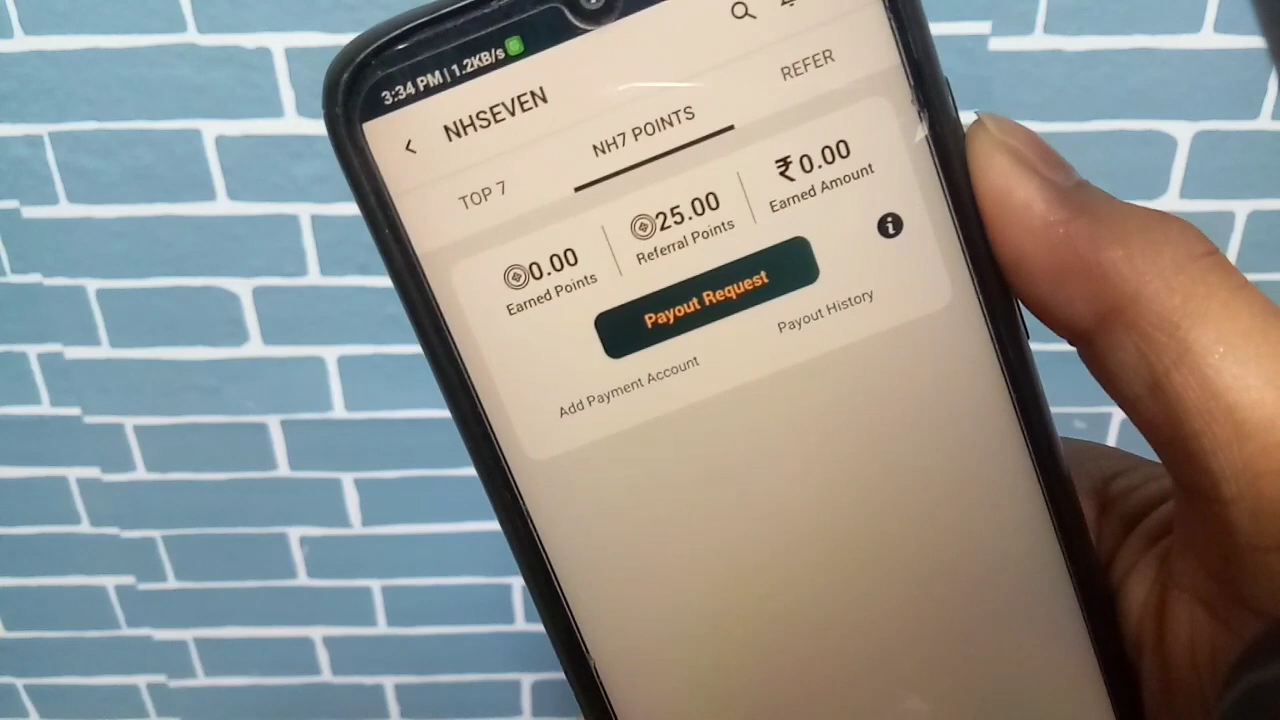 3:34 PM | 1.2KB/s
NHSEVEN
TOP 7
NH7 POINTS
REFER
0.00
Earned Points
25.00
Referral Points
₹0.00
Earned Amount
Payout Request
Add Payment Account
Payout History